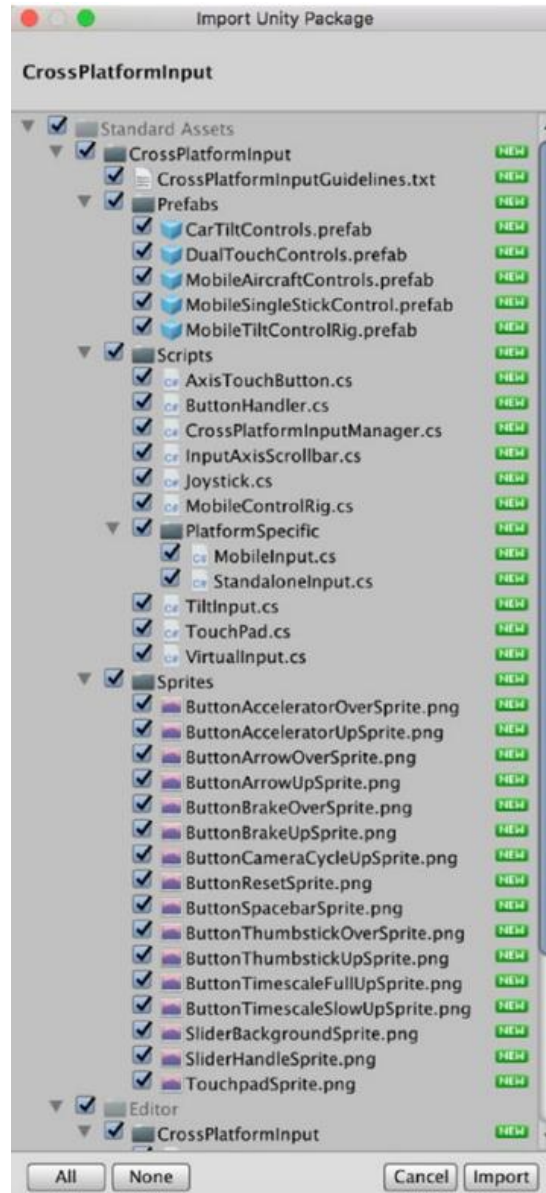 Import Unity Package
CrossPlatformInput
Standard Assets
CrossPlatformInput NEW
CrossPlatformInputGuidelines.txt NEW
Prefabs NEW
CarTiltControls.prefab NEW
DualTouchControls.prefab NEW
MobileAircraftControls.prefab NEW
MobileSingleStickControl.prefab NEW
MobileTiltControlRig.prefab NEW
Scripts NEW
C# AxisTouchButton.cs NEW
C# ButtonHandler.cs NEW
C# CrossPlatformInputManager.cs NEW
C# InputAxisScrollbar.cs NEW
C# Joystick.cs NEW
C# MobileControlRig.cs NEW
PlatformSpecific NEW
C# MobileInput.cs NEW
C# StandaloneInput.cs NEW
C# TiltInput.cs NEW
C# TouchPad.cs NEW
C# VirtualInput.cs NEW
Sprites NEW
ButtonAcceleratorOverSprite.png NEW
ButtonAcceleratorUpSprite.png NEW
ButtonArrowOverSprite.png NEW
ButtonArrowUpSprite.png NEW
ButtonBrakeOverSprite.png NEW
ButtonBrakeUpSprite.png NEW
ButtonCameraCycleUpSprite.png NEW
ButtonResetSprite.png NEW
ButtonSpacebarSprite.png NEW
ButtonThumbstickOverSprite.png NEW
ButtonThumbstickUpSprite.png NEW
ButtonTimescaleFullUpSprite.png NEW
ButtonTimescaleSlowUpSprite.png NEW
SliderBackgroundSprite.png NEW
SliderHandleSprite.png NEW
TouchpadSprite.png NEW
Editor
CrossPlatformInput NEW
All None Cancel Import